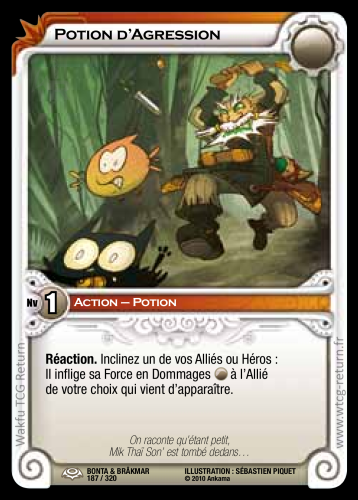 POTION D'AGRESSION
Nv 1
ACTION – POTION
Réaction. Inclinez un de vos Alliés ou Héros :
Il inflige sa Force en Dommages à l'Allié
de votre choix qui vient d'apparaître.
On raconte qu'étant petit,
Mik Thaï Son' est tombé dedans…
BONTA & BRÂKMAR
187 / 320
ILLUSTRATION : SÉBASTIEN PIQUET
© 2010 Ankama
Wakfu TCG Return
www.wtcg-return.fr